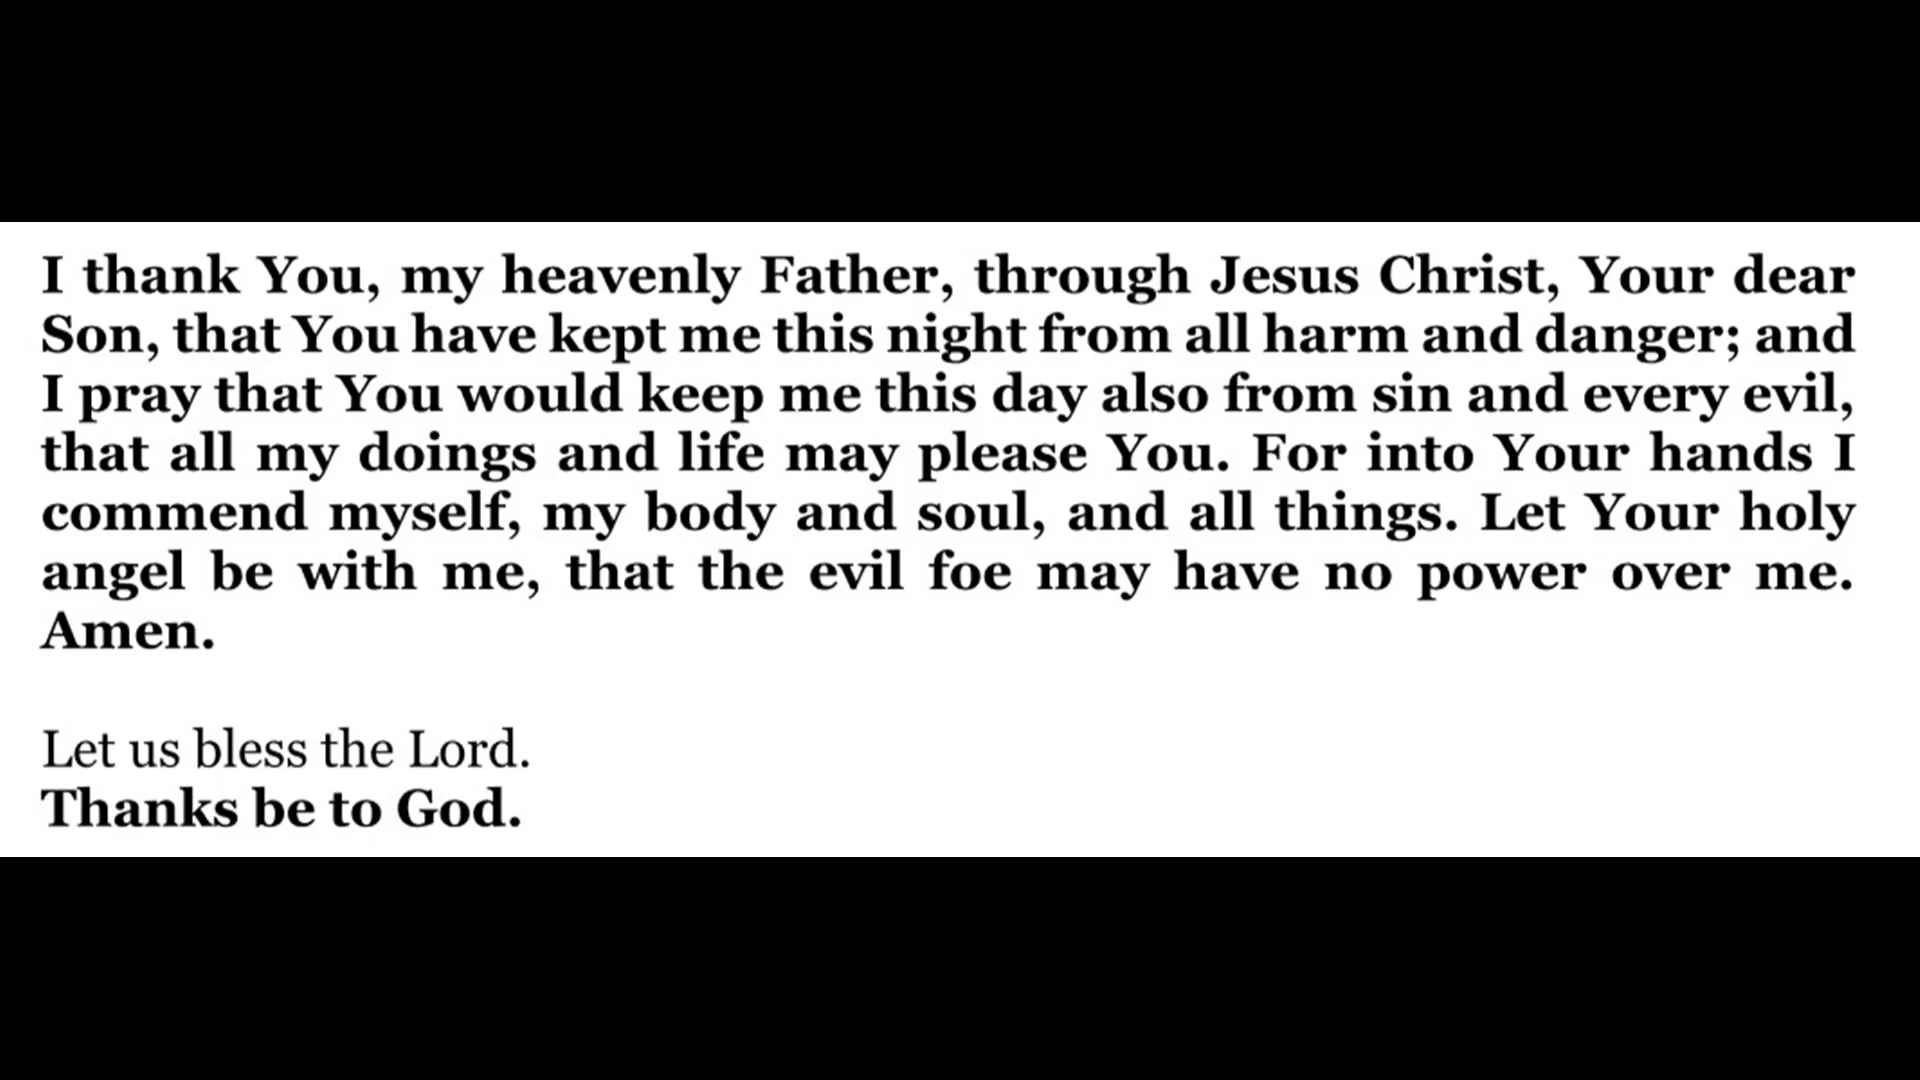 I thank You, my heavenly Father, through Jesus Christ, Your dear
Son, that You have kept me this night from all harm and danger; and
I pray that You would keep me this day also from sin and every evil,
that all my doings and life may please You. For into Your hands I
commend myself, my body and soul, and all things. Let Your holy
angel be with me, that the evil foe may have no power over me.
Amen.
Let us bless the Lord.
Thanks be to God.